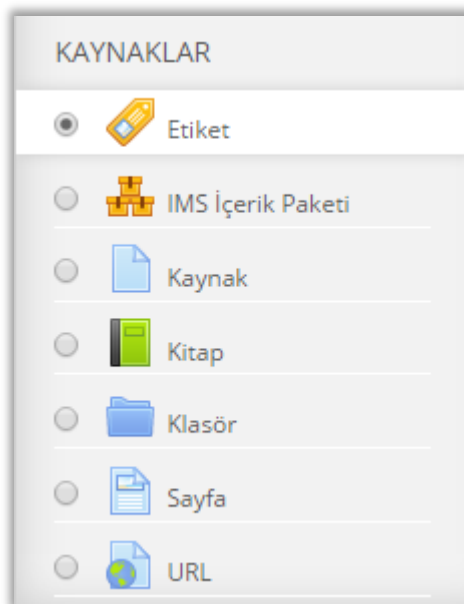 KAYNAKLAR
Etiket
IMS İçerik Paketi
Kaynak
Kitap
Klasör
Sayfa
URL